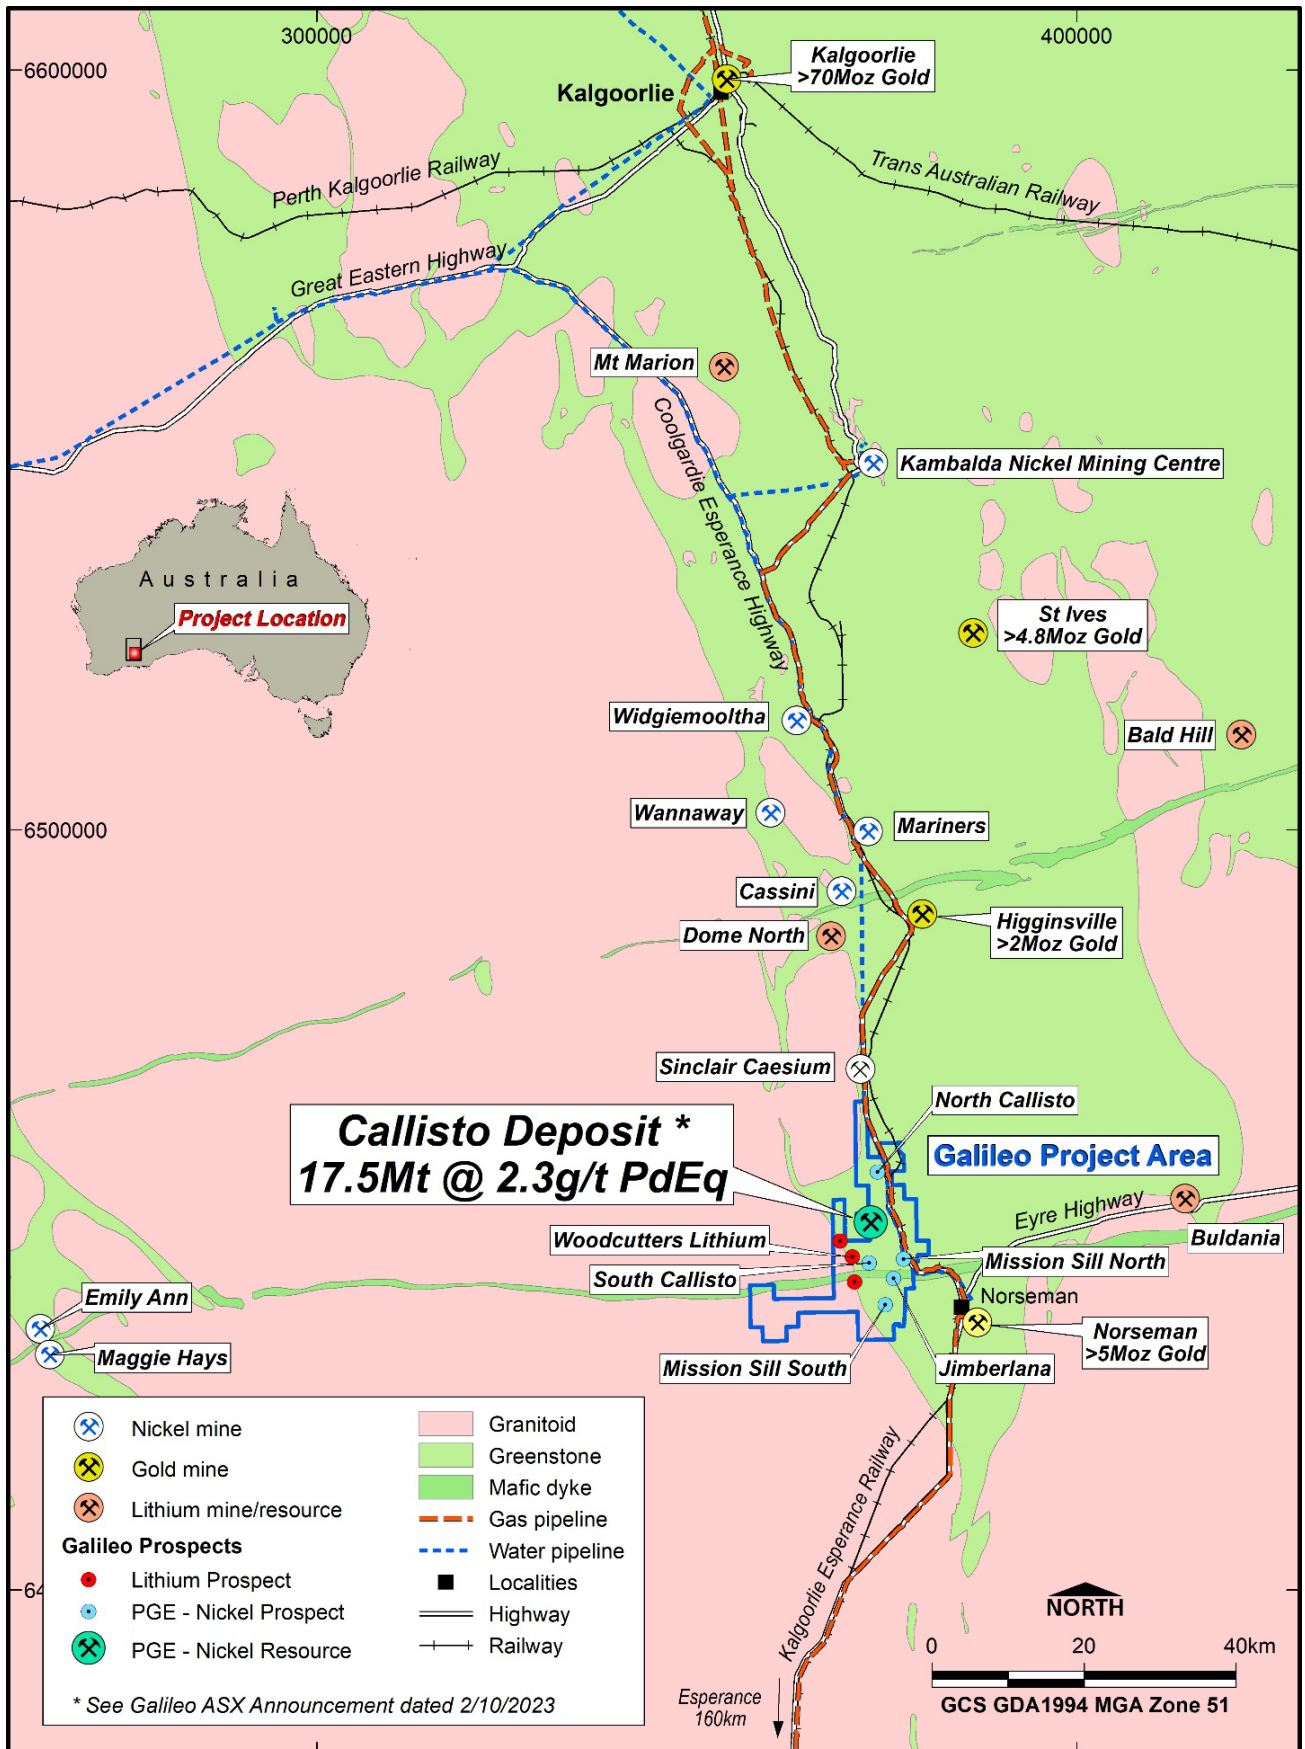 300000
400000
6600000
Kalgoorlie
>70Moz Gold
Kalgoorlie
Perth Kalgoorlie Railway
Trans Australian Railway
Great Eastern Highway
Mt Marion
Coolgardie Esperance Highway
Kambalda Nickel Mining Centre
Australia
Project Location
St Ives
>4.8Moz Gold
Widgiemooltha
Bald Hill
Wannaway
6500000
Mariners
Cassini
Dome North
Higginsville
>2Moz Gold
Sinclair Caesium
North Callisto
Callisto Deposit *
17.5Mt @ 2.3g/t PdEq
Galileo Project Area
Eyre Highway
Woodcutters Lithium
Buldania
South Callisto
Mission Sill North
Emily Ann
Norseman
Maggie Hays
Norseman
>5Moz Gold
Mission Sill South
Jimberlana
Nickel mine
Gold mine
Lithium mine/resource
Galileo Prospects
Lithium Prospect
PGE - Nickel Prospect
PGE - Nickel Resource
Granitoid
Greenstone
Mafic dyke
Gas pipeline
Water pipeline
Localities
Highway
Railway
* See Galileo ASX Announcement dated 2/10/2023
64
Kalgoorlie Esperance Railway
Esperance
160km
NORTH
0 20 40km
GCS GDA1994 MGA Zone 51